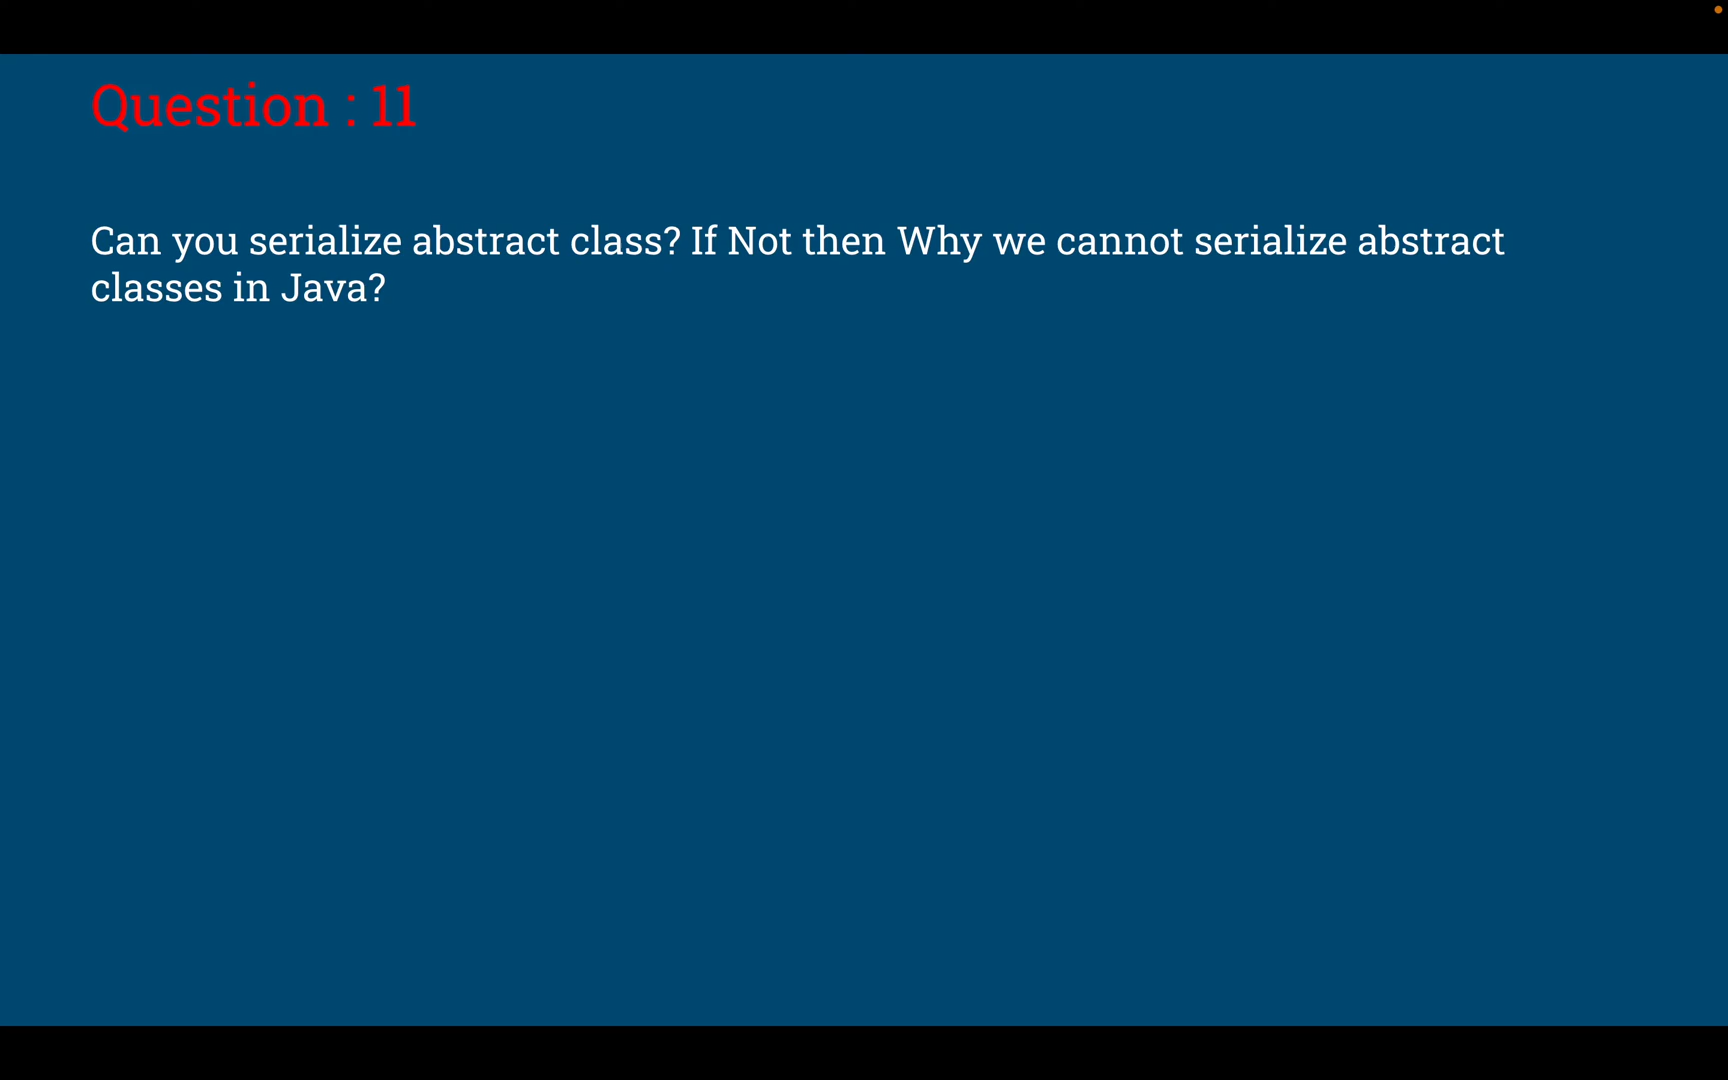 Question : 11
Can you serialize abstract class? If Not then Why we cannot serialize abstract
classes in Java?